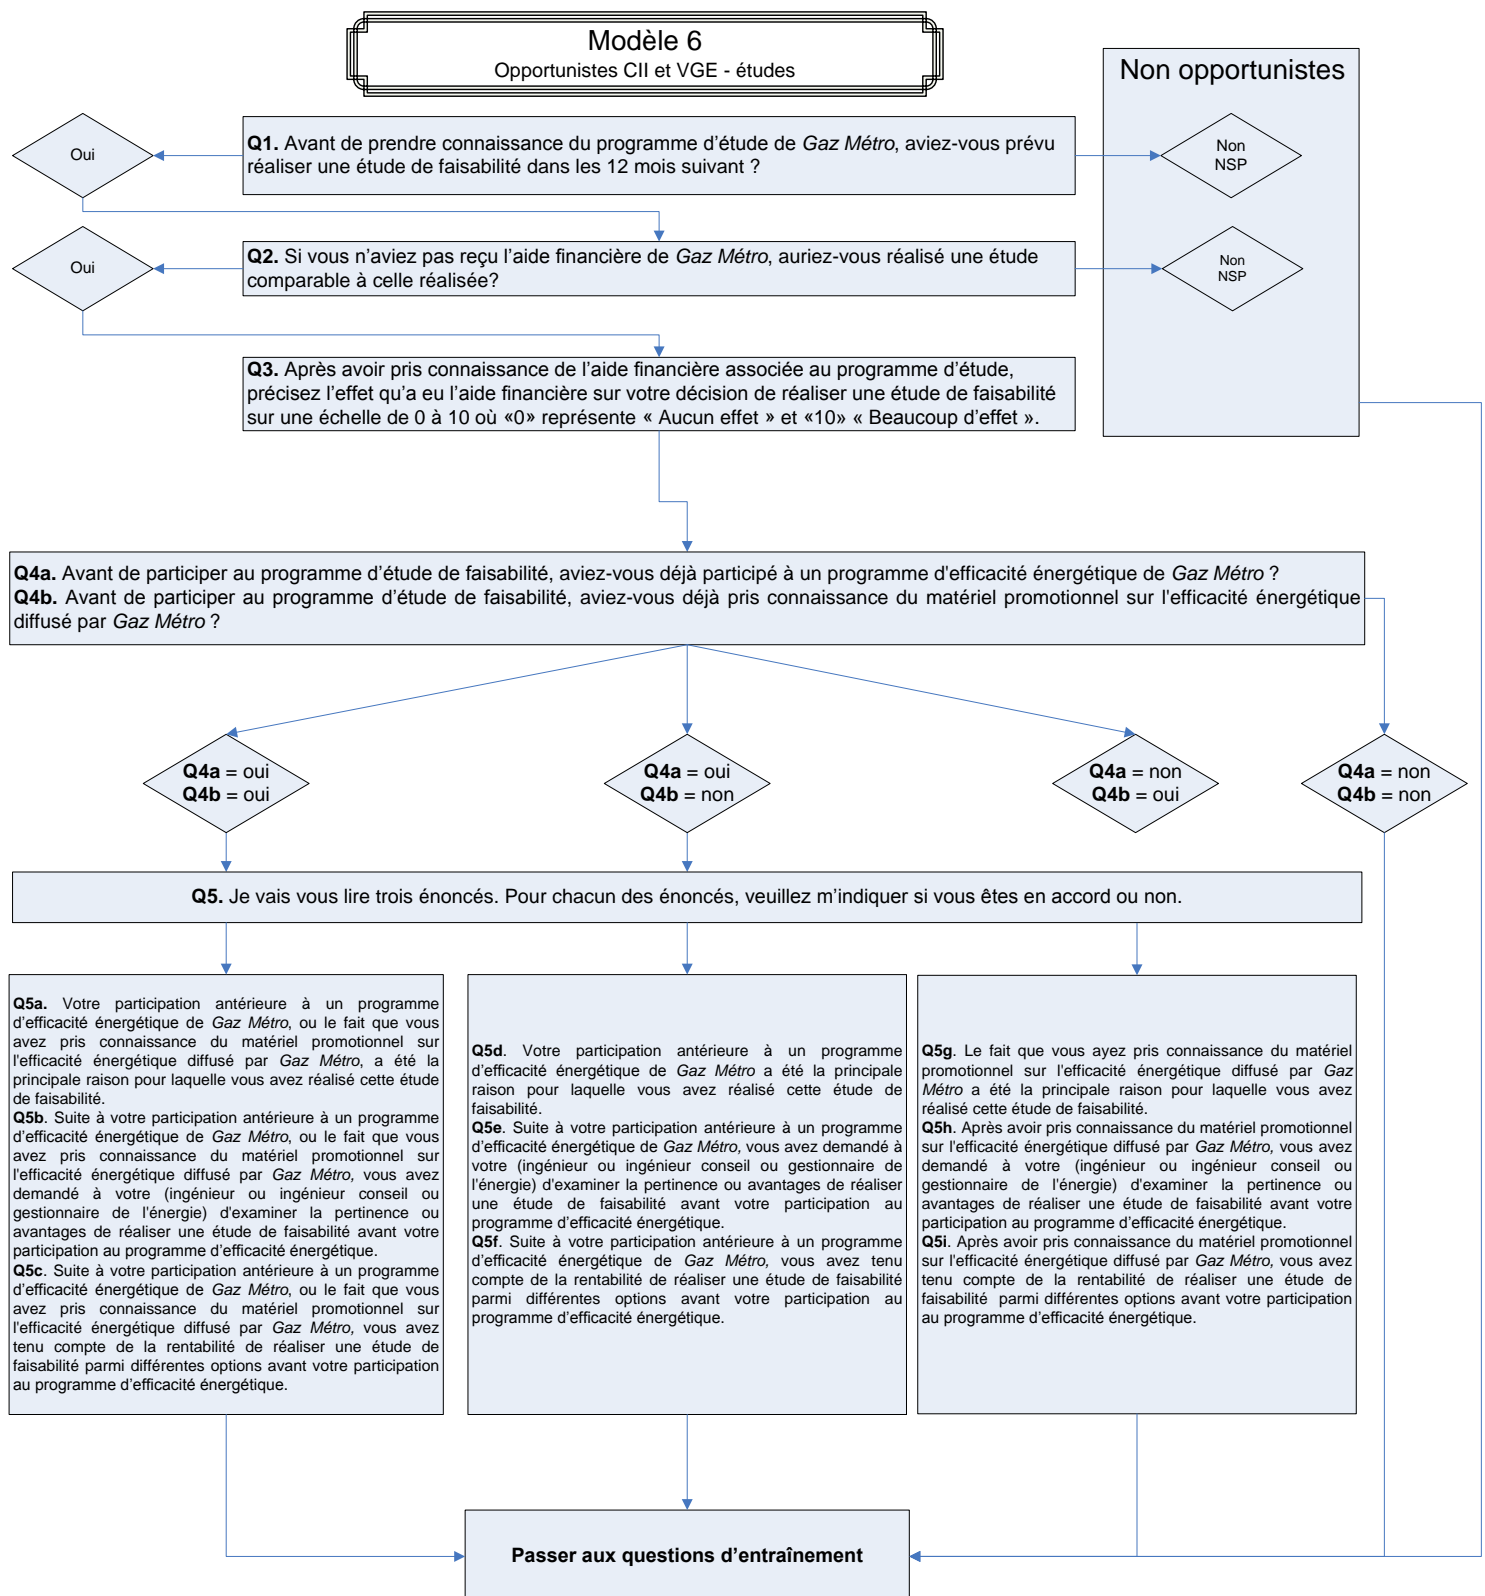 Modèle 6
Opportunistes CII et VGE - études
Non opportunistes
Oui
Q1. Avant de prendre connaissance du programme d'étude de Gaz Métro, aviez-vous prévu
réaliser une étude de faisabilité dans les 12 mois suivant ?
Non
NSP
Oui
Q2. Si vous n'aviez pas reçu l'aide financière de Gaz Métro, auriez-vous réalisé une étude
comparable à celle réalisée?
Non
NSP
Q3. Après avoir pris connaissance de l'aide financière associée au programme d'étude,
précisez l'effet qu'a eu l'aide financière sur votre décision de réaliser une étude de faisabilité
sur une échelle de 0 à 10 où «0» représente « Aucun effet » et «10» « Beaucoup d'effet ».
Q4a. Avant de participer au programme d'étude de faisabilité, aviez-vous déjà participé à un programme d'efficacité énergétique de Gaz Métro ?
Q4b. Avant de participer au programme d'étude de faisabilité, aviez-vous déjà pris connaissance du matériel promotionnel sur l'efficacité énergétique
diffusé par Gaz Métro ?
Q4a = oui
Q4b = oui
Q4a = oui
Q4b = non
Q4a = non
Q4b = oui
Q4a = non
Q4b = non
Q5. Je vais vous lire trois énoncés. Pour chacun des énoncés, veuillez m'indiquer si vous êtes en accord ou non.
Q5a. Votre participation antérieure à un programme
d'efficacité énergétique de Gaz Métro, ou le fait que vous
avez pris connaissance du matériel promotionnel sur
l'efficacité énergétique diffusé par Gaz Métro, a été la
principale raison pour laquelle vous avez réalisé cette étude
de faisabilité.
Q5b. Suite à votre participation antérieure à un programme
d'efficacité énergétique de Gaz Métro, ou le fait que vous
avez pris connaissance du matériel promotionnel sur
l'efficacité énergétique diffusé par Gaz Métro, vous avez
demandé à votre (ingénieur ou ingénieur conseil ou
gestionnaire de l'énergie) d'examiner la pertinence ou
avantages de réaliser une étude de faisabilité avant votre
participation au programme d'efficacité énergétique.
Q5c. Suite à votre participation antérieure à un programme
d'efficacité énergétique de Gaz Métro, ou le fait que vous
avez pris connaissance du matériel promotionnel sur
l'efficacité énergétique diffusé par Gaz Métro, vous avez
tenu compte de la rentabilité de réaliser une étude de
faisabilité parmi différentes options avant votre participation
au programme d'efficacité énergétique.
Q5d. Votre participation antérieure à un programme
d'efficacité énergétique de Gaz Métro a été la principale
raison pour laquelle vous avez réalisé cette étude de
faisabilité.
Q5e. Suite à votre participation antérieure à un programme
d'efficacité énergétique de Gaz Métro, vous avez demandé à
votre (ingénieur ou ingénieur conseil ou gestionnaire de
l'énergie) d'examiner la pertinence ou avantages de réaliser
une étude de faisabilité avant votre participation au
programme d'efficacité énergétique.
Q5f. Suite à votre participation antérieure à un programme
d'efficacité énergétique de Gaz Métro, vous avez tenu
compte de la rentabilité de réaliser une étude de faisabilité
parmi différentes options avant votre participation au
programme d'efficacité énergétique.
Q5g. Le fait que vous ayez pris connaissance du matériel
promotionnel sur l'efficacité énergétique diffusé par Gaz
Métro a été la principale raison pour laquelle vous avez
réalisé cette étude de faisabilité.
Q5h. Après avoir pris connaissance du matériel promotionnel
sur l'efficacité énergétique diffusé par Gaz Métro, vous avez
demandé à votre (ingénieur ou ingénieur conseil ou
gestionnaire de l'énergie) d'examiner la pertinence ou
avantages de réaliser une étude de faisabilité avant votre
participation au programme d'efficacité énergétique.
Q5i. Après avoir pris connaissance du matériel promotionnel
sur l'efficacité énergétique diffusé par Gaz Métro, vous avez
tenu compte de la rentabilité de réaliser une étude de
faisabilité parmi différentes options avant votre participation
au programme d'efficacité énergétique.
Passer aux questions d'entraînement